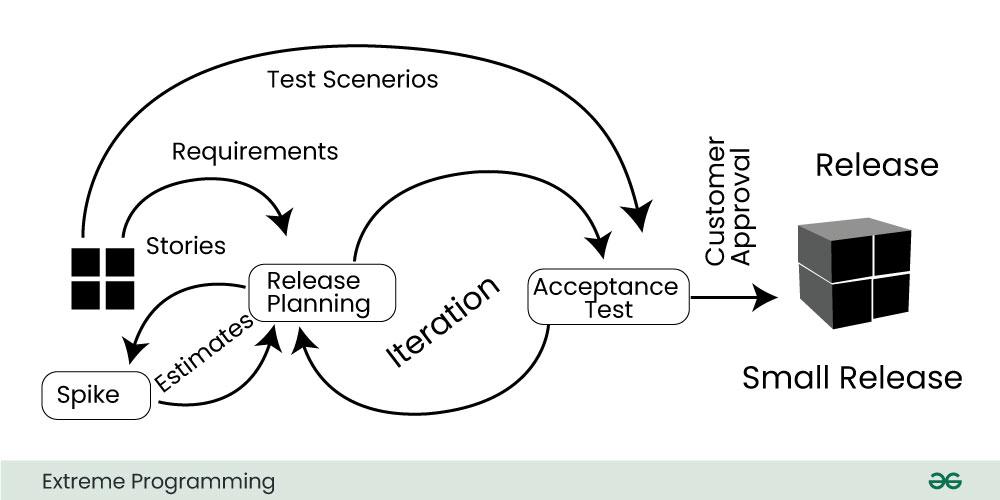 Test Scenerios
Requirements
Stories
Release
Planning
Estimates
Spike
Iteration
Acceptance
Test
Customer
Approval
Release
Small Release
Extreme Programming